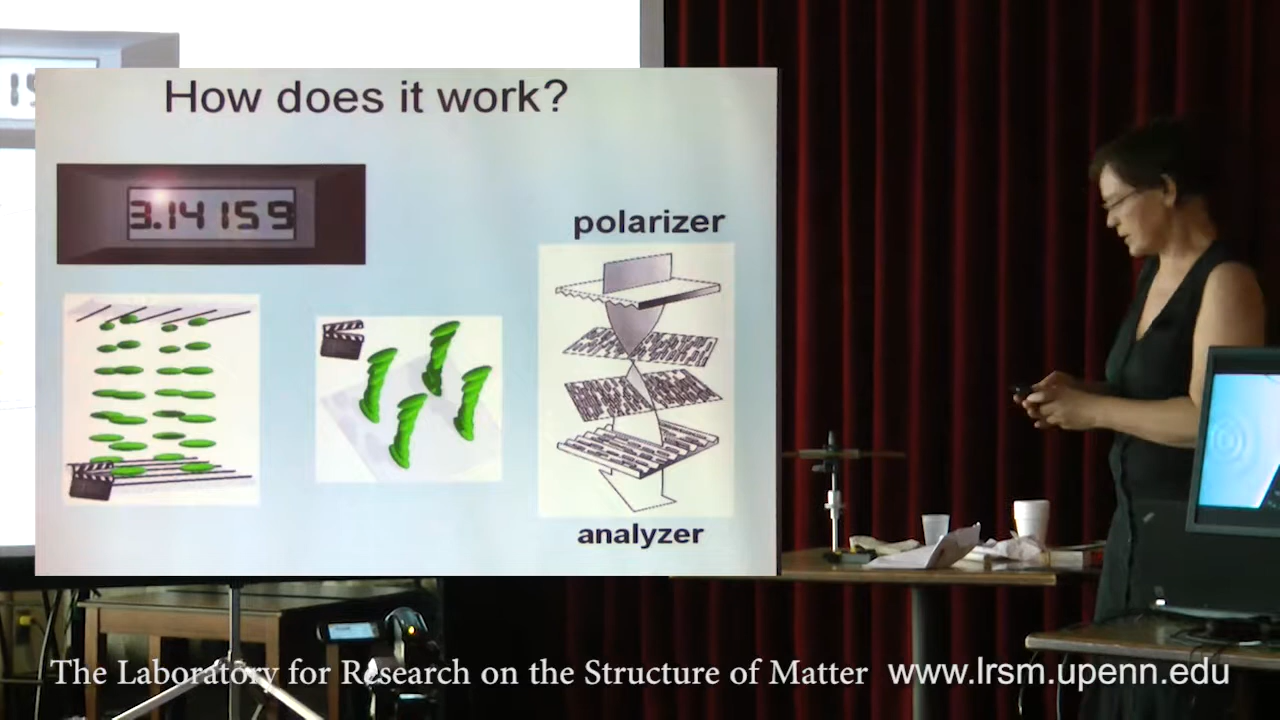 How does it work?
3.14159
polarizer
analyzer
The Laboratory for Research on the Structure of Matter www.lrsm.upenn.edu